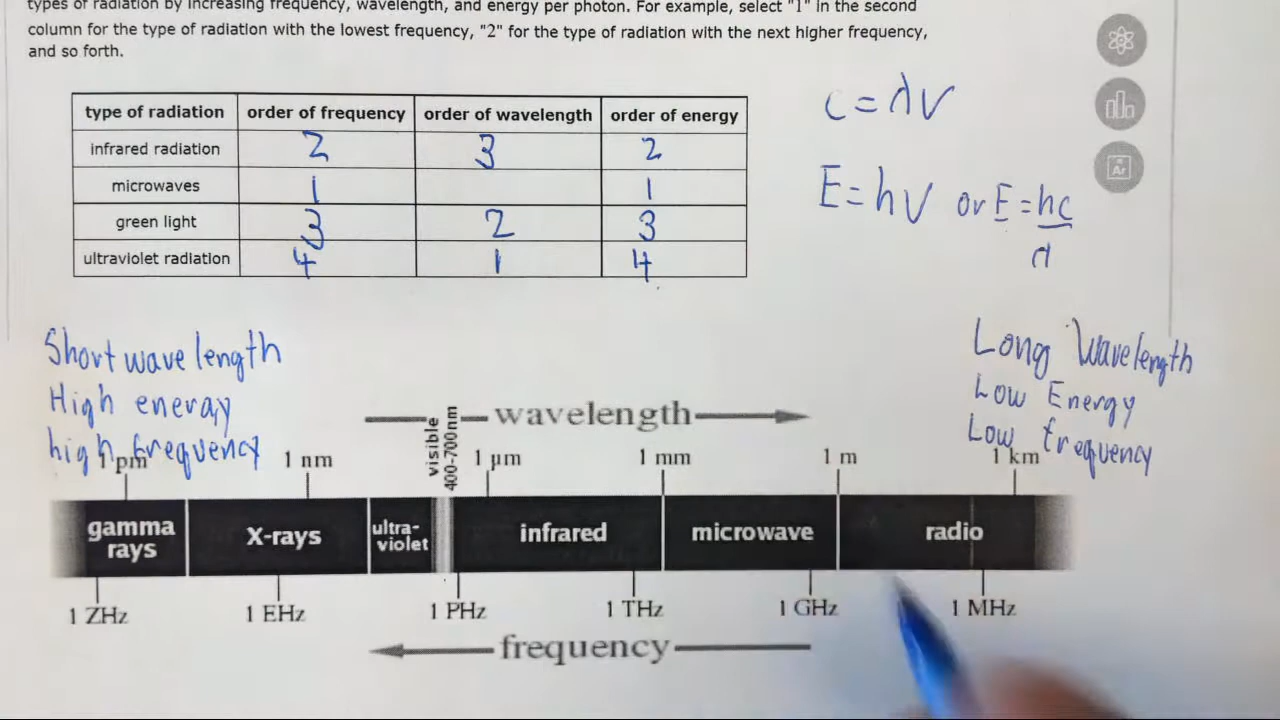 types of radiation by increasing frequency, wavelength, and energy per photon. For example, select "1" in the second
column for the type of radiation with the lowest frequency, "2" for the type of radiation with the next higher frequency,
and so forth.
type of radiation order of frequency order of wavelength order of energy
infrared radiation 2 3 2
microwaves 1 1
green light 3 2 3
ultraviolet radiation 4 1 4
C = λν
E = hν or E = hc
λ
Ar
Short wavelength
High energy
high frequency
Long Wavelength
Low Energy
Low frequency
wavelength
visible
400-700nm
1 pm 1 nm 1 µm 1 mm 1 m 1 km
gamma rays X-rays ultra-violet infrared microwave radio
1 ZHz 1 EHz 1 PHz 1 THz 1 GHz 1 MHz
frequency